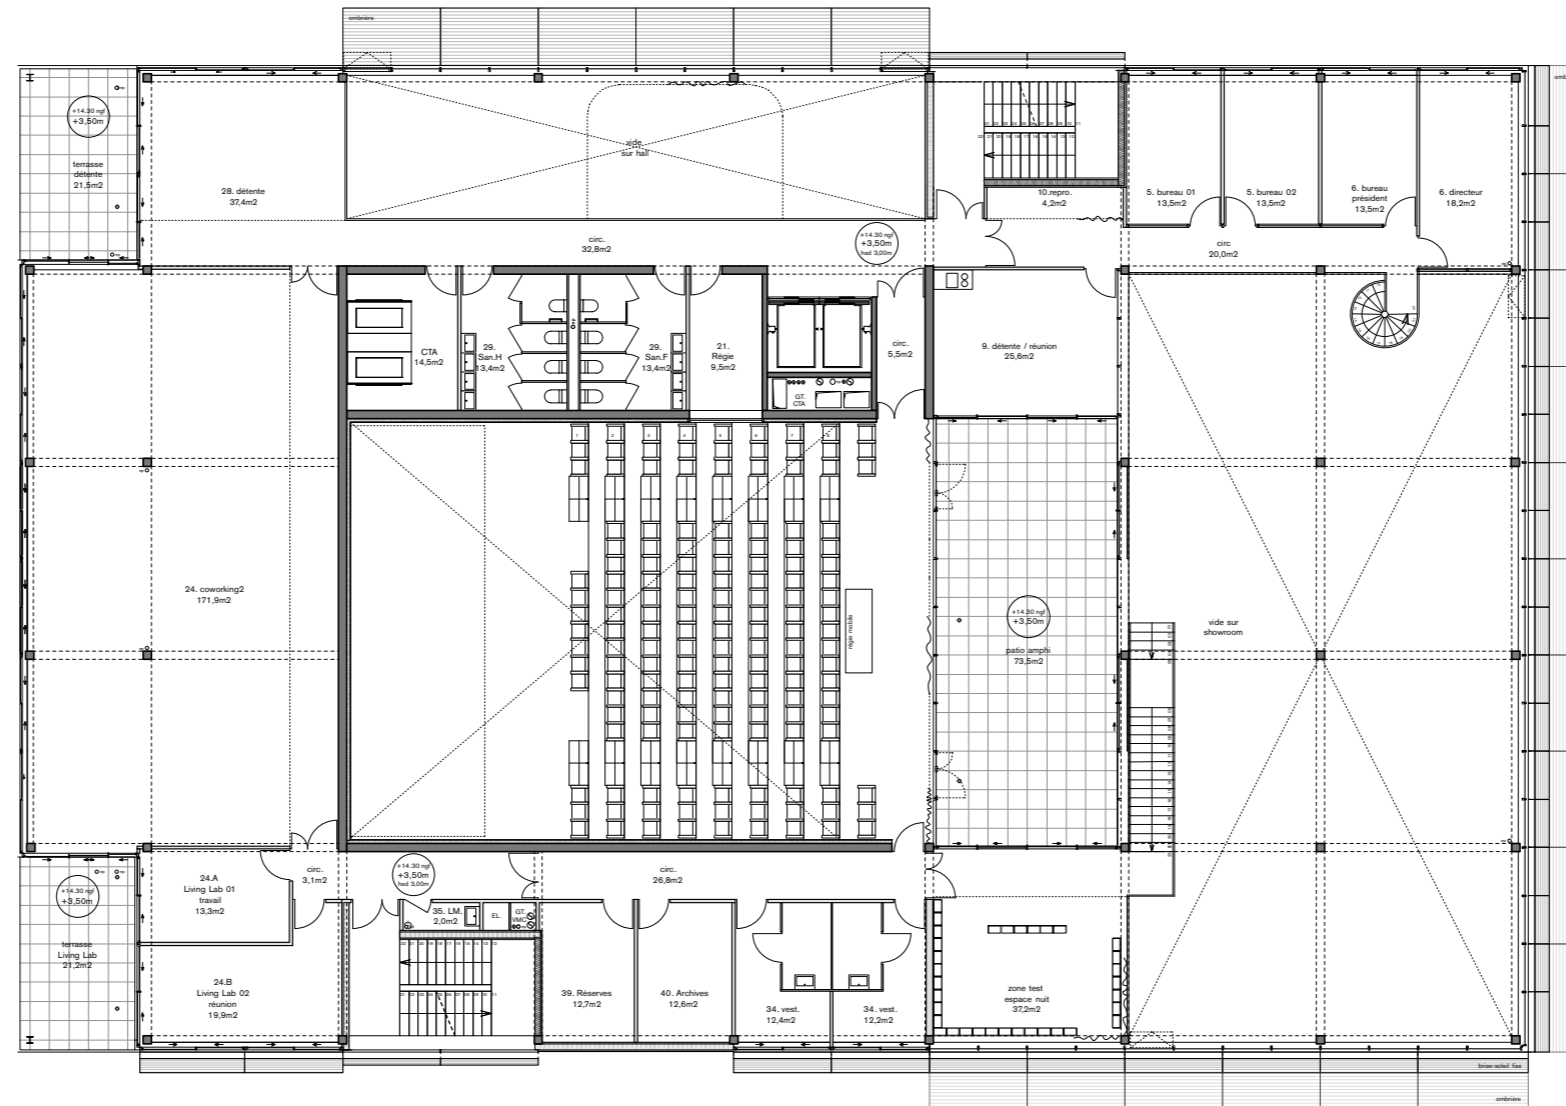 ombrière
+14.30 ngf
+3,50m
terrasse
détente
21,5m2
28. détente
37,4m2
vide
sur hall
10.repro.
4,2m2
5. bureau 01
13,5m2
5. bureau 02
13,5m2
6. bureau
président
13,5m2
6. directeur
18,2m2
circ.
32,8m2
+14.30 ngf
+3,50m
hsd 3,00m
circ
20,0m2
CTA
14,5m2
29.
San.H
13,4m2
29.
San.F
13,4m2
21.
Régie
9,5m2
circ.
5,5m2
GT.
CTA
9. détente / réunion
25,6m2
1 2 3 4 5 6 7 8
24. coworking2
171,9m2
régie mobile
+14.30 ngf
+3,50m
patio amphi
73,5m2
vide sur
showroom
24.A
Living Lab 01
travail
13,3m2
circ.
3,1m2
+14.30 ngf
+3,50m
hsd 3,00m
circ.
26,8m2
+14.30 ngf
+3,50m
terrasse
Living Lab
21,2m2
35. LM.
2,0m2
EL.
GT.
VMC
24.B
Living Lab 02
réunion
19,9m2
39. Réserves
12,7m2
40. Archives
12,6m2
34. vest.
12,4m2
34. vest.
12,2m2
zone test
espace nuit
37,2m2
brise-soleil fixe
ombrière